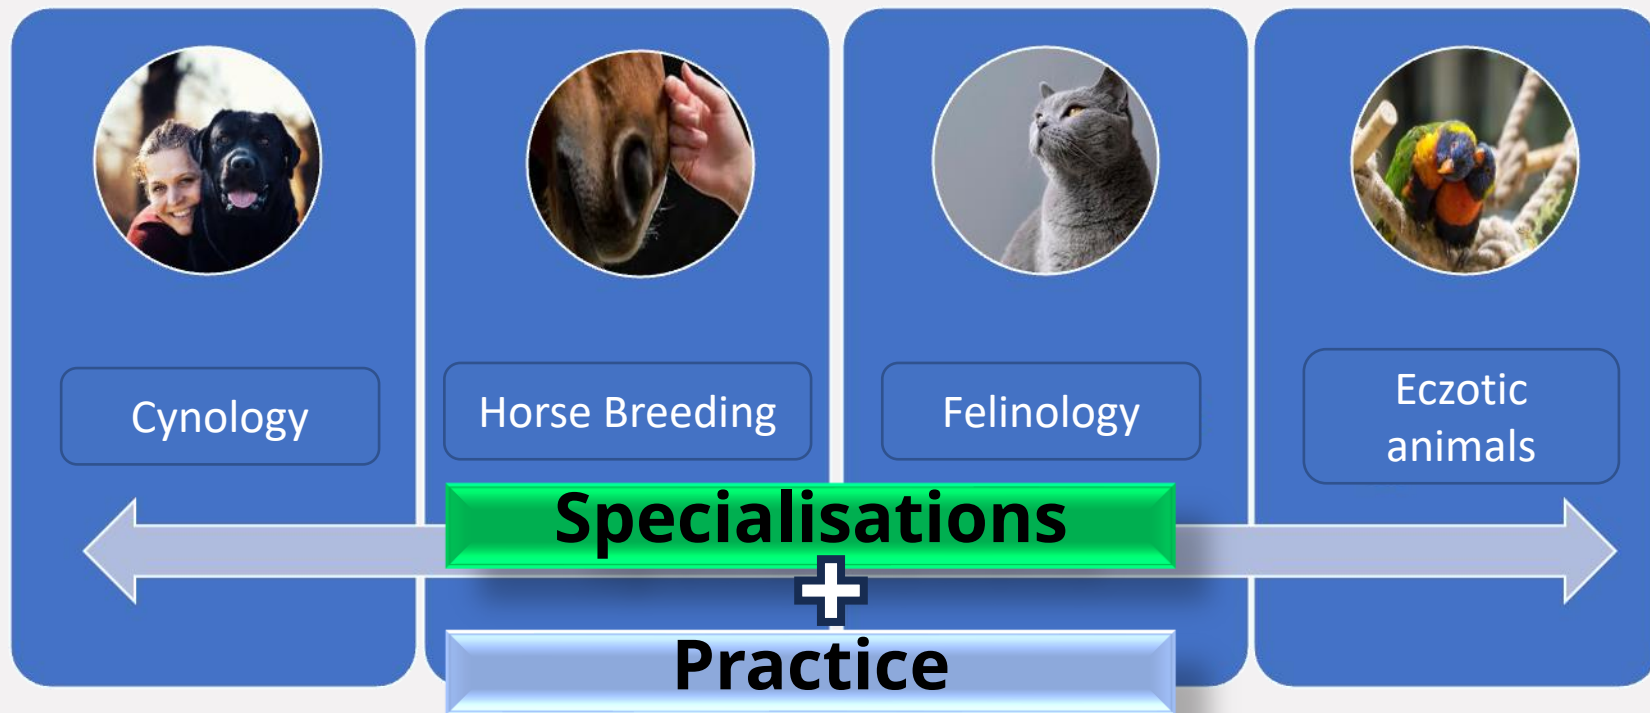 Cynology
Horse Breeding
Felinology
Eczotic
animals
Specialisations
Practice